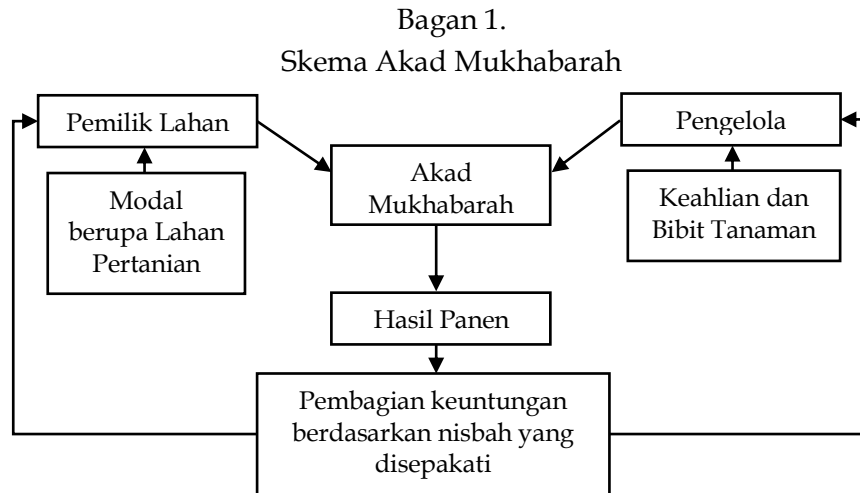 Bagan 1.
Skema Akad Mukhabarah
Pemilik Lahan
Pengelola
Akad
Mukhabarah
Modal
berupa Lahan
Pertanian
Keahlian dan
Bibit Tanaman
Hasil Panen
Pembagian keuntungan
berdasarkan nisbah yang
disepakati